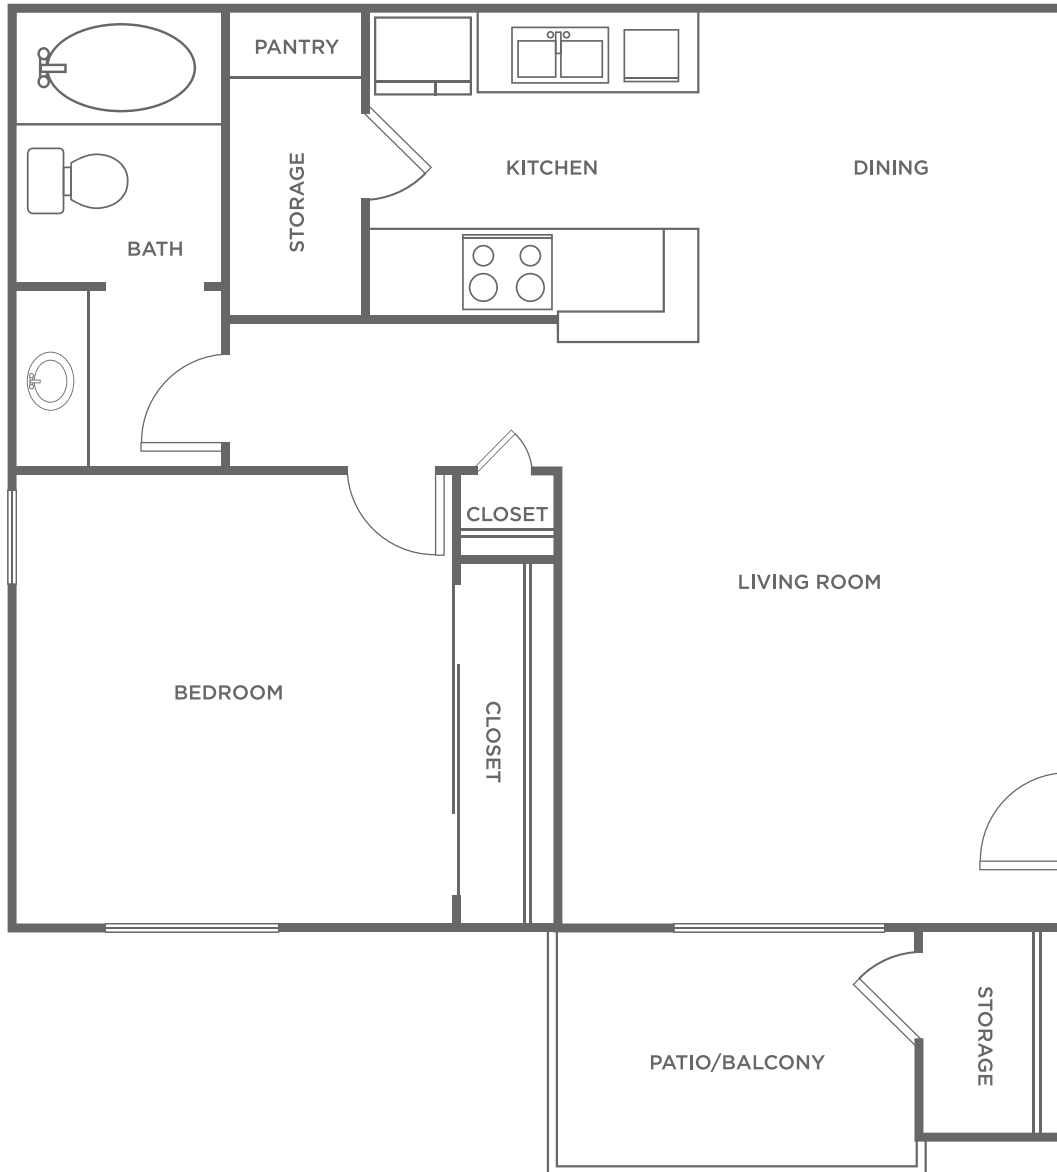 PANTRY
STORAGE
KITCHEN
DINING
BATH
CLOSET
LIVING ROOM
BEDROOM
CLOSET
PATIO/BALCONY
STORAGE